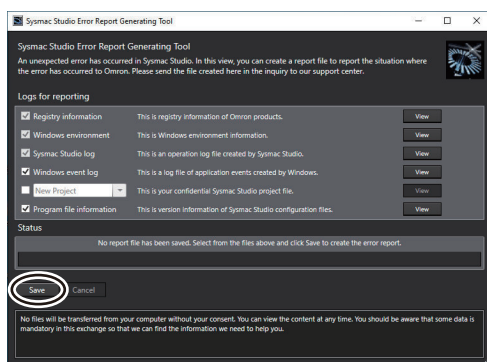 Sysmac Studio Error Report Generating Tool
Sysmac Studio Error Report Generating Tool
An unexpected error has occurred in Sysmac Studio. In this view, you can create a report file to report the situation where
the error has occurred to Omron. Please send the file created here in the inquiry to our support center.
Logs for reporting
Registry information This is registry information of Omron products. View
Windows environment This is Windows environment information. View
Sysmac Studio log This is an operation log file created by Sysmac Studio. View
Windows event log This is a log file of application events created by Windows. View
New Project This is your confidential Sysmac Studio project file. View
Program file information This is version information of Sysmac Studio configuration files. View
Status
No report file has been saved. Select from the files above and click Save to create the error report.
Save Cancel
No files will be transferred from your computer without your consent. You can view the content at any time. You should be aware that some data is
mandatory in this exchange so that we can find the information we need to help you.